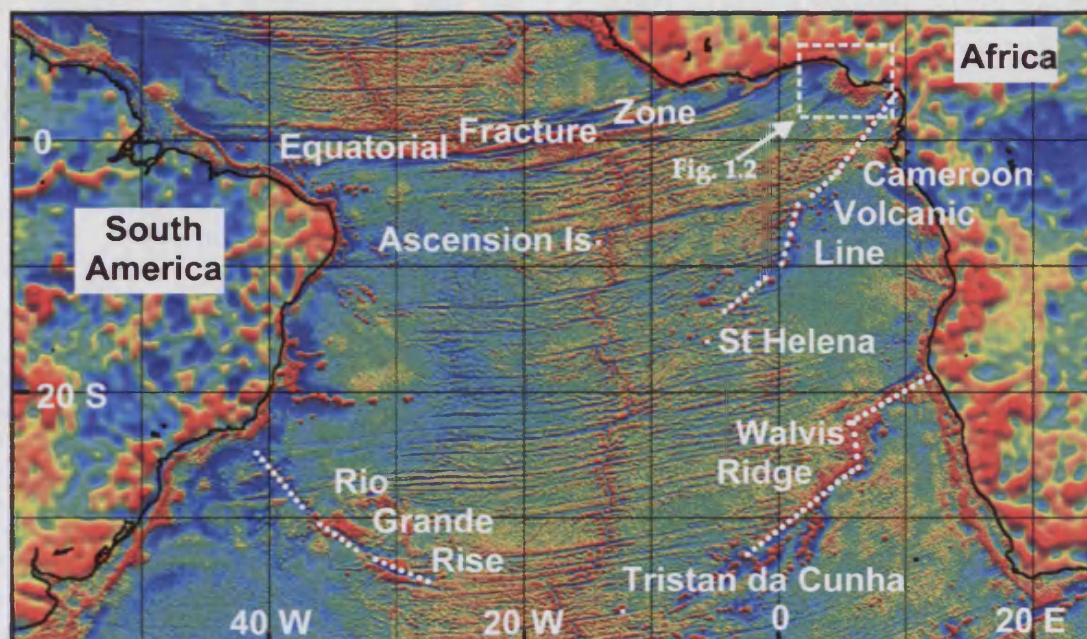 Africa
Zone
Fracture
0
Equatorial
Fig. 1.2
Cameroon
Volcanic
Line
South
America
Ascension Is
St Helena
20 S
Walvis
Ridge
Rio
Grande
Rise
Tristan da Cunha
40 W
20 W
0
20 E